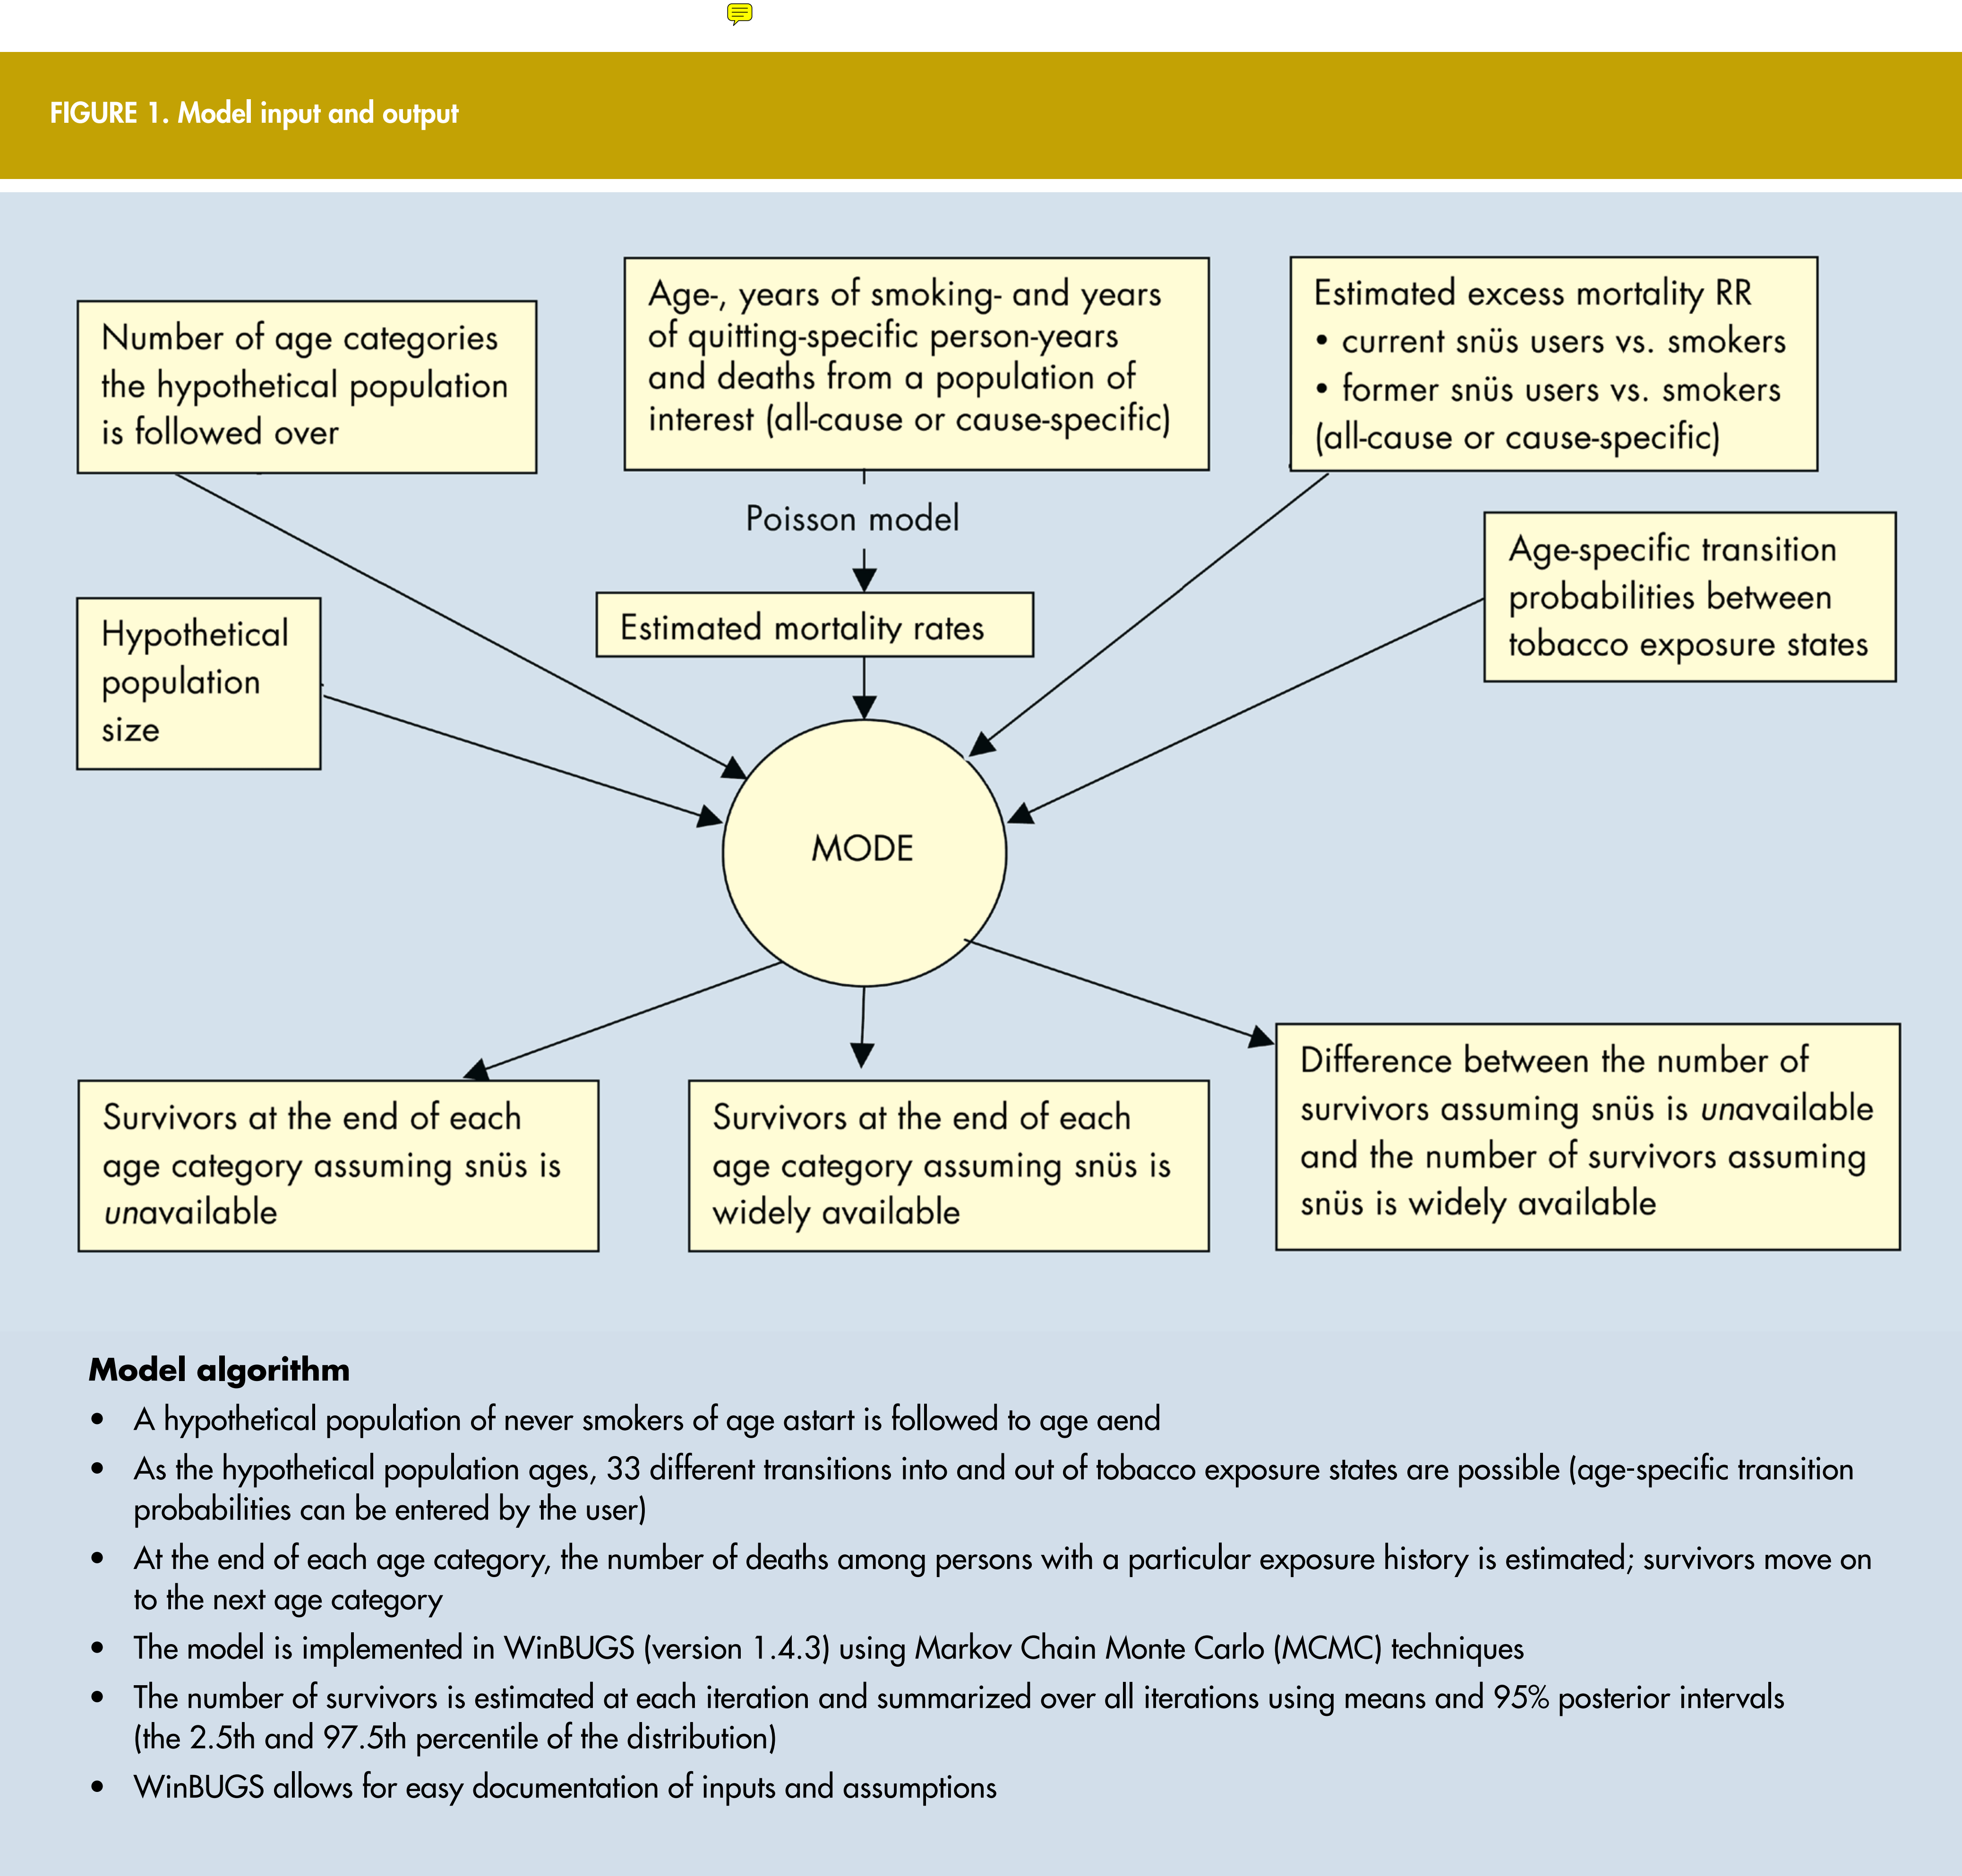 FIGURE 1. Model input and output
Number of age categories
the hypothetical population
is followed over
Age-, years of smoking- and years
of quitting-specific person-years
and deaths from a population of
interest (all-cause or cause-specific)
Estimated excess mortality RR
• current snüs users vs. smokers
• former snüs users vs. smokers
(all-cause or cause-specific)
Poisson model
Age-specific transition
probabilities between
tobacco exposure states
Hypothetical
population
size
Estimated mortality rates
MODE
Survivors at the end of each
age category assuming snüs is
unavailable
Survivors at the end of each
age category assuming snüs is
widely available
Difference between the number of
survivors assuming snüs is unavailable
and the number of survivors assuming
snüs is widely available
Model algorithm
• A hypothetical population of never smokers of age astart is followed to age aend
• As the hypothetical population ages, 33 different transitions into and out of tobacco exposure states are possible (age-specific transition
probabilities can be entered by the user)
• At the end of each age category, the number of deaths among persons with a particular exposure history is estimated; survivors move on
to the next age category
• The model is implemented in WinBUGS (version 1.4.3) using Markov Chain Monte Carlo (MCMC) techniques
• The number of survivors is estimated at each iteration and summarized over all iterations using means and 95% posterior intervals
(the 2.5th and 97.5th percentile of the distribution)
• WinBUGS allows for easy documentation of inputs and assumptions